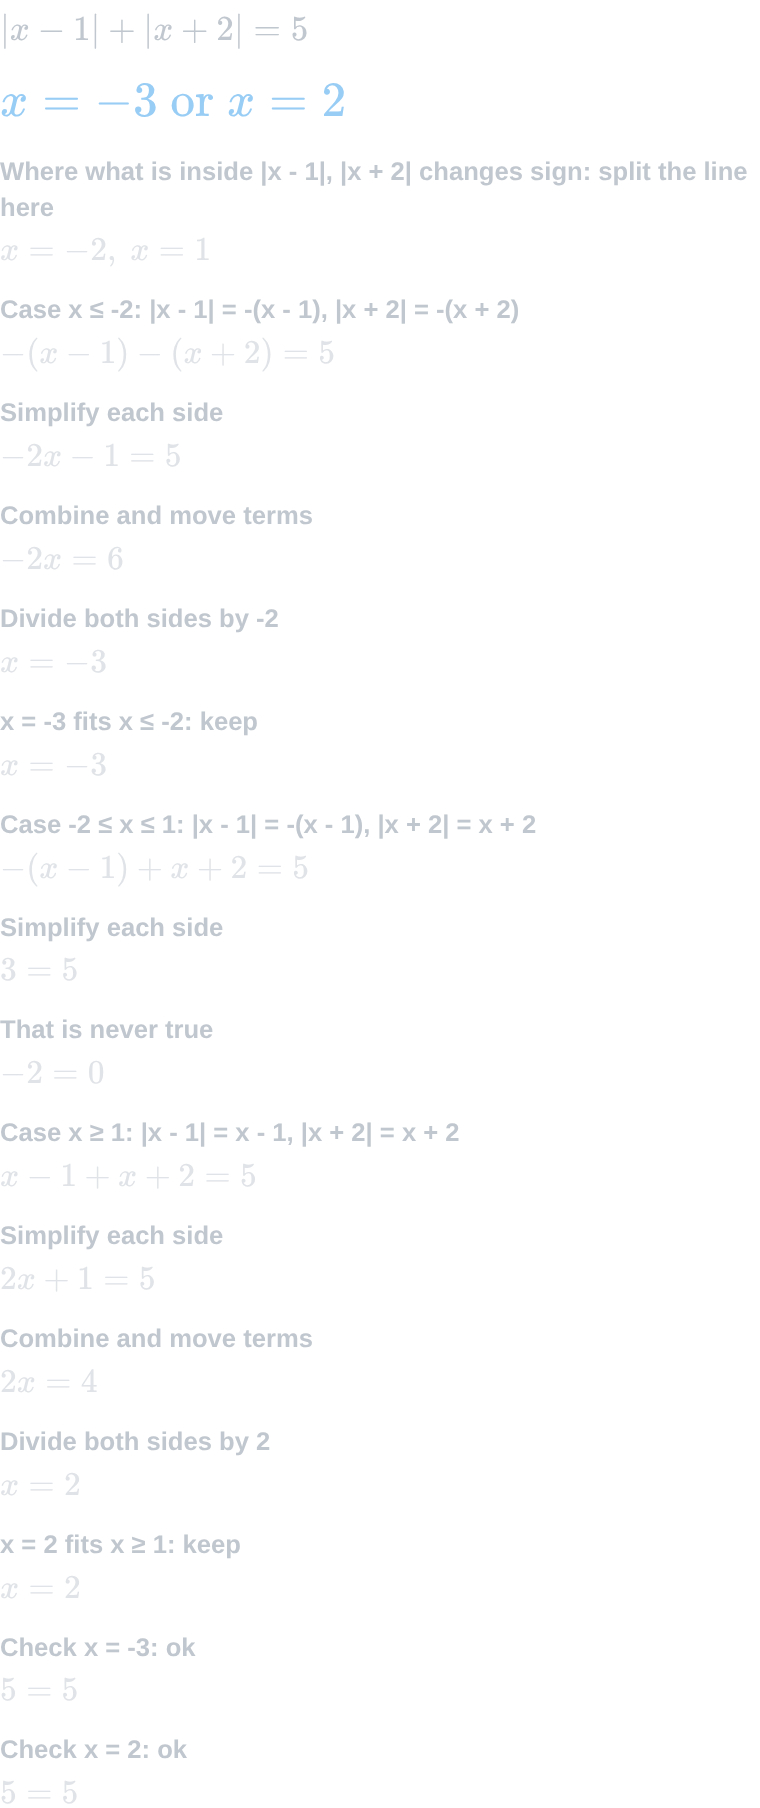 |x − 1| + |x + 2| = 5
x = −3 or x = 2
Where what is inside |x - 1|, |x + 2| changes sign: split the line
here
x = −2, x = 1
Case x ≤ -2: |x - 1| = -(x - 1), |x + 2| = -(x + 2)
−(x − 1) − (x + 2) = 5
Simplify each side
−2x − 1 = 5
Combine and move terms
−2x = 6
Divide both sides by -2
x = −3
x = -3 fits x ≤ -2: keep
x = −3
Case -2 ≤ x ≤ 1: |x - 1| = -(x - 1), |x + 2| = x + 2
−(x − 1) + x + 2 = 5
Simplify each side
3 = 5
That is never true
−2 = 0
Case x ≥ 1: |x - 1| = x - 1, |x + 2| = x + 2
x − 1 + x + 2 = 5
Simplify each side
2x + 1 = 5
Combine and move terms
2x = 4
Divide both sides by 2
x = 2
x = 2 fits x ≥ 1: keep
x = 2
Check x = -3: ok
5 = 5
Check x = 2: ok
5 = 5